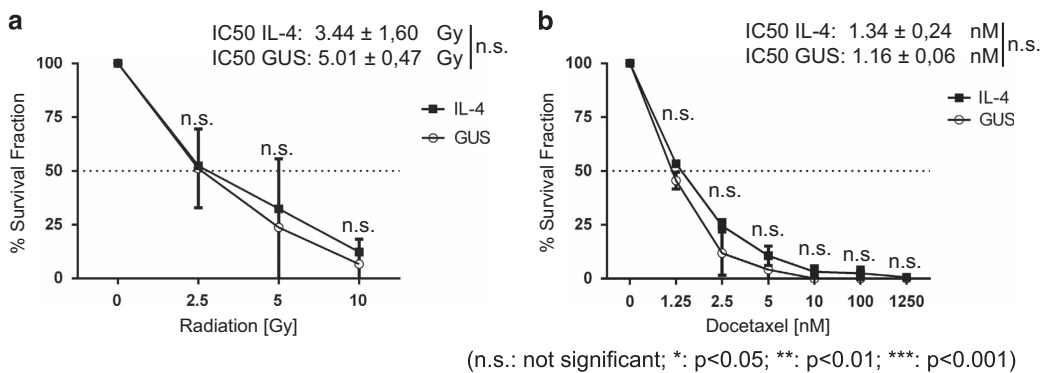 a
IC50 IL-4: 3.44 ± 1,60 Gy
IC50 GUS: 5.01 ± 0,47 Gy
n.s.
% Survival Fraction
100
75
50
25
0
n.s.
n.s.
n.s.
IL-4
GUS
0 2.5 5 10
Radiation [Gy]
b
IC50 IL-4: 1.34 ± 0,24 nM
IC50 GUS: 1.16 ± 0,06 nM
n.s.
% Survival Fraction
100
75
50
25
0
n.s.
n.s.
n.s.
n.s.
n.s.
n.s.
IL-4
GUS
0 1.25 2.5 5 10 100 1250
Docetaxel [nM]
(n.s.: not significant; *: p<0.05; **: p<0.01; ***: p<0.001)